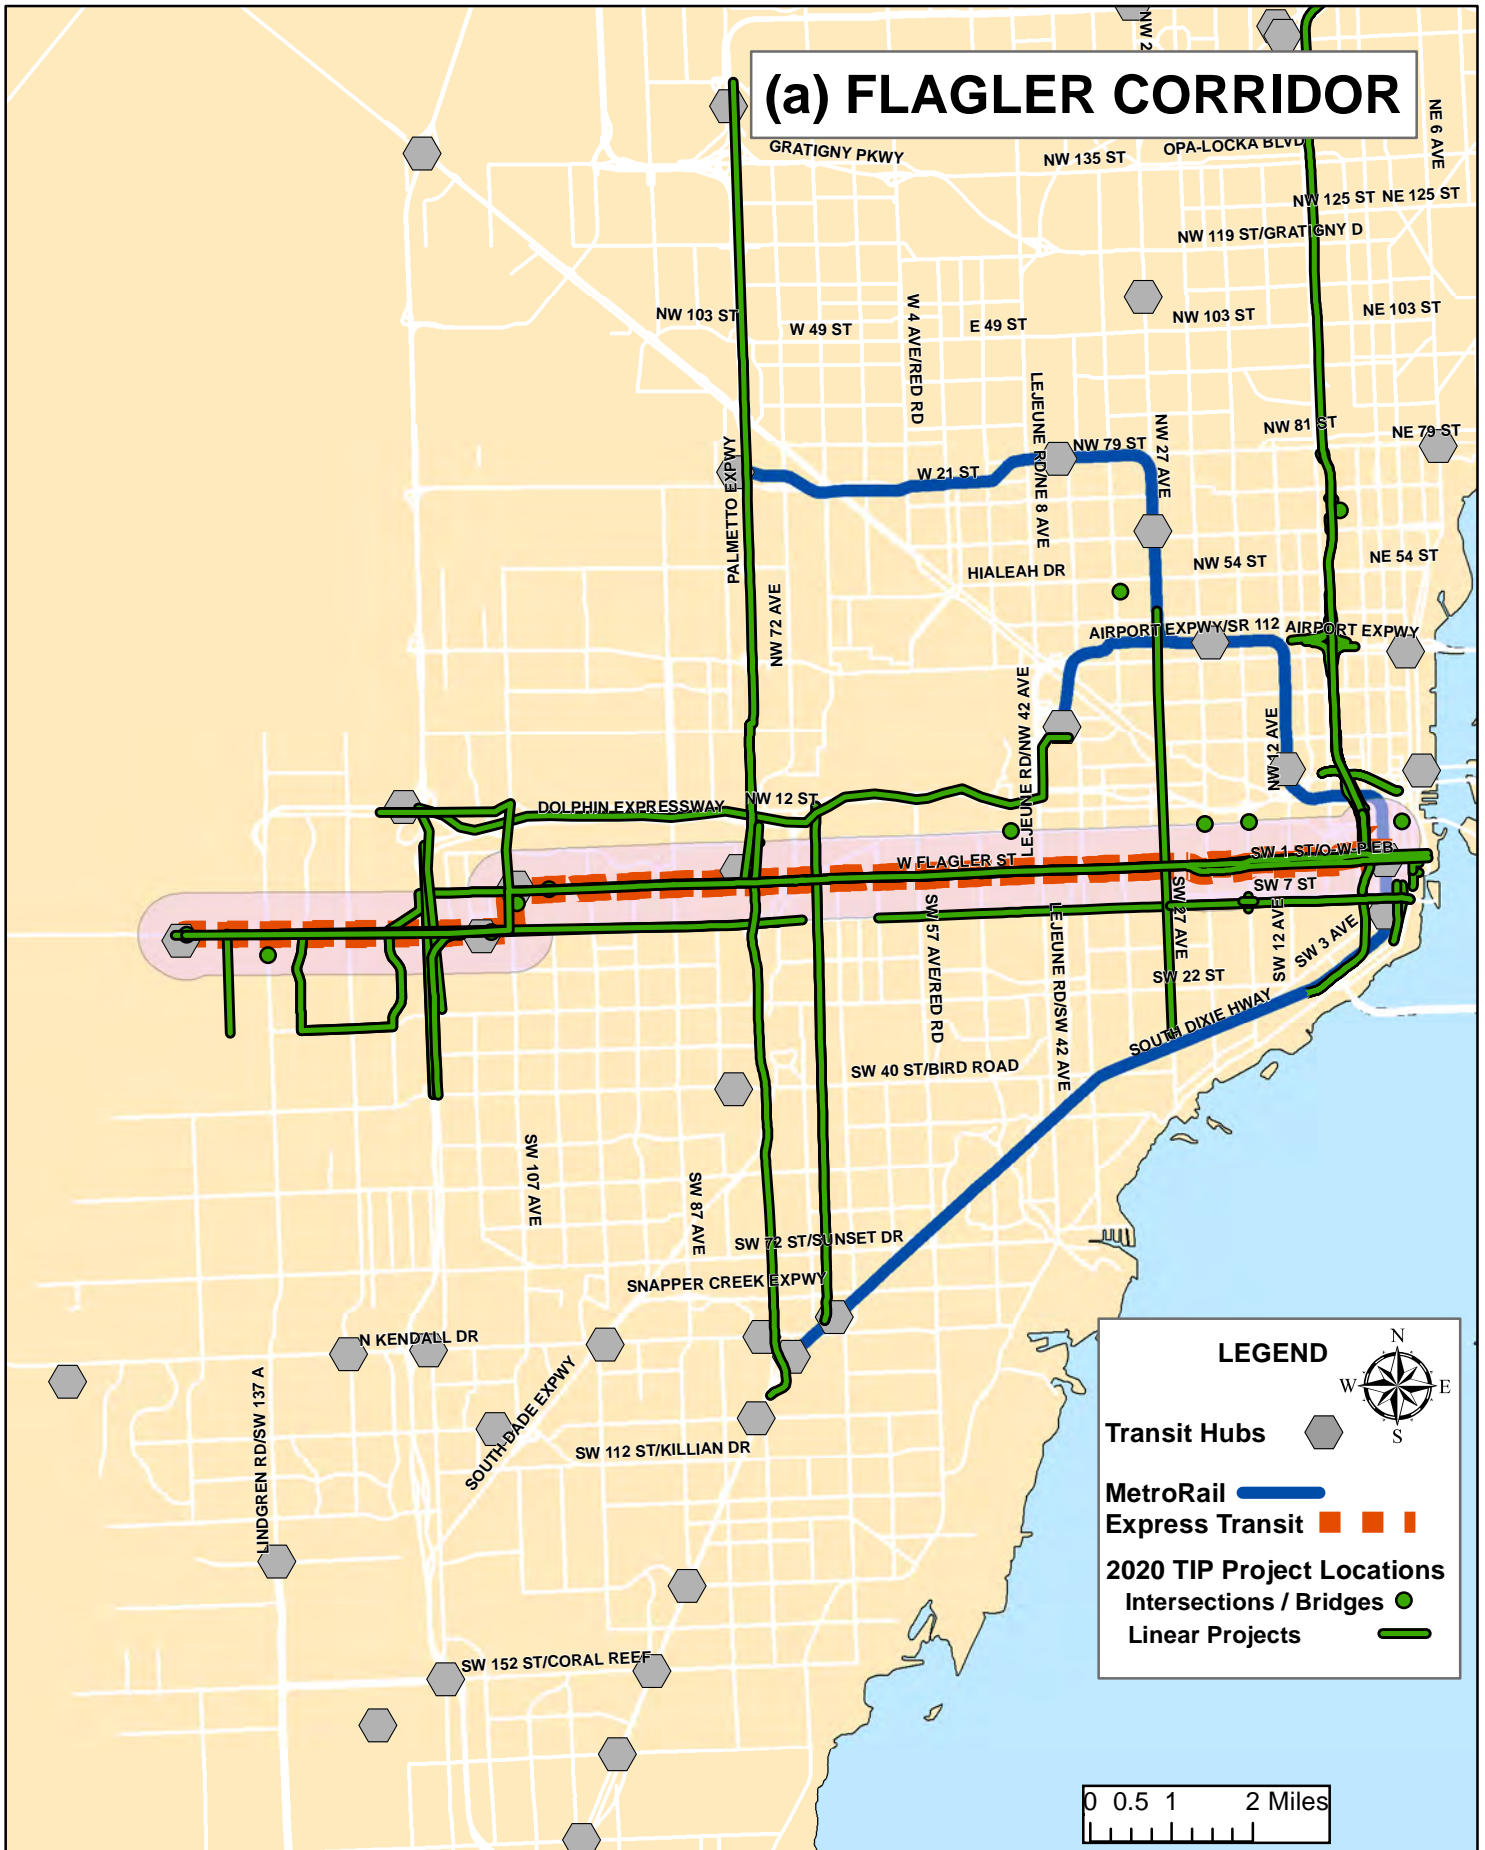 NW 2
(a) FLAGLER CORRIDOR
NE 6 AVE
GRATIGNY PKWY
NW 135 ST
OPA-LOCKA BLVD
NW 125 ST
NE 125 ST
NW 119 ST/GRATIGNY D
NW 103 ST
W 49 ST
W 4 AVE/RED RD
E 49 ST
NW 103 ST
NE 103 ST
LEJEUNE RD/NE 8 AVE
NW 79 ST
NW 27 AVE
NW 81 ST
NE 79 ST
PALMETTO EXPWY
W 21 ST
HIALEAH DR
NW 54 ST
NE 54 ST
NW 72 AVE
AIRPORT EXPWY/SR 112
AIRPORT EXPWY
LEJEUNE RD/NW 42 AVE
NW 12 AVE
DOLPHIN EXPRESSWAY
NW 12 ST
W FLAGLER ST
SW 1 ST/O-W-P EB
SW 7 ST
SW 57 AVE/RED RD
LEJEUNE RD/SW 42 AVE
SW 27 AVE
SW 12 AVE
SW 3 AVE
SW 22 ST
SOUTH DIXIE HWAY
SW 40 ST/BIRD ROAD
SW 107 AVE
SW 87 AVE
SW 72 ST/SUNSET DR
SNAPPER CREEK EXPWY
N KENDALL DR
LINDGREN RD/SW 137 A
SOUTH DADE EXPWY
SW 112 ST/KILLIAN DR
SW 152 ST/CORAL REEF
LEGEND
N
W
E
S
Transit Hubs
MetroRail
Express Transit
2020 TIP Project Locations
Intersections / Bridges
Linear Projects
0 0.5 1 2 Miles